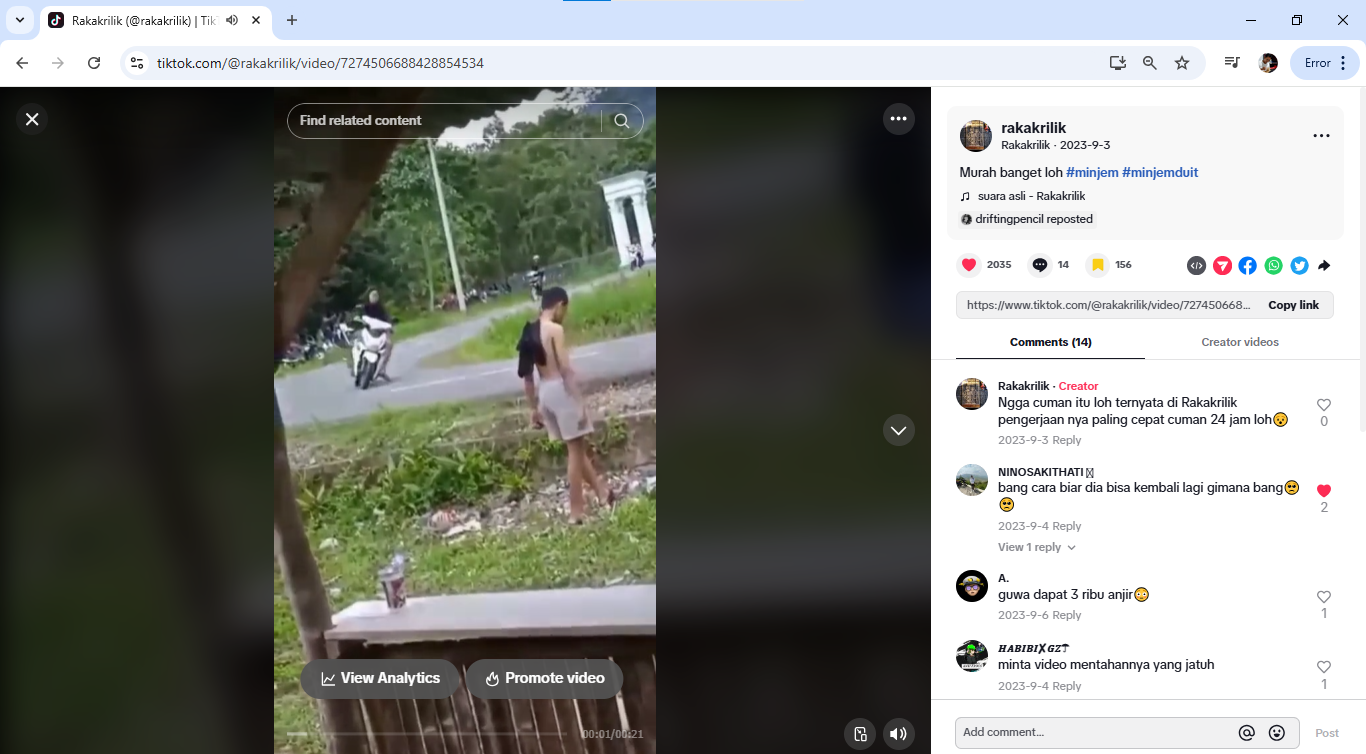 Rakakrilik (@rakakrilik) | Tik
tiktok.com/@rakakrilik/video/7274506688428854534
Error
Find related content
View Analytics
Promote video
00:01/00:21
rakakrilik
Rakakrilik · 2023-9-3
Murah banget loh #minjem #minjemduit
suara asli - Rakakrilik
driftingpencil reposted
2035
14
156
https://www.tiktok.com/@rakakrilik/video/727450668...
Copy link
Comments (14)
Creator videos
Rakakrilik · Creator
Ngga cuman itu loh ternyata di Rakakrilik
pengerjaan nya paling cepat cuman 24 jam loh😯
0
2023-9-3 Reply
NINOSAKITHATI
bang cara biar dia bisa kembali lagi gimana bang🥺
🥺
2
2023-9-4 Reply
View 1 reply
A.
guwa dapat 3 ribu anjir😳
1
2023-9-6 Reply
HABIBI✗GZ☂
minta video mentahannya yang jatuh
1
2023-9-4 Reply
Add comment...
Post